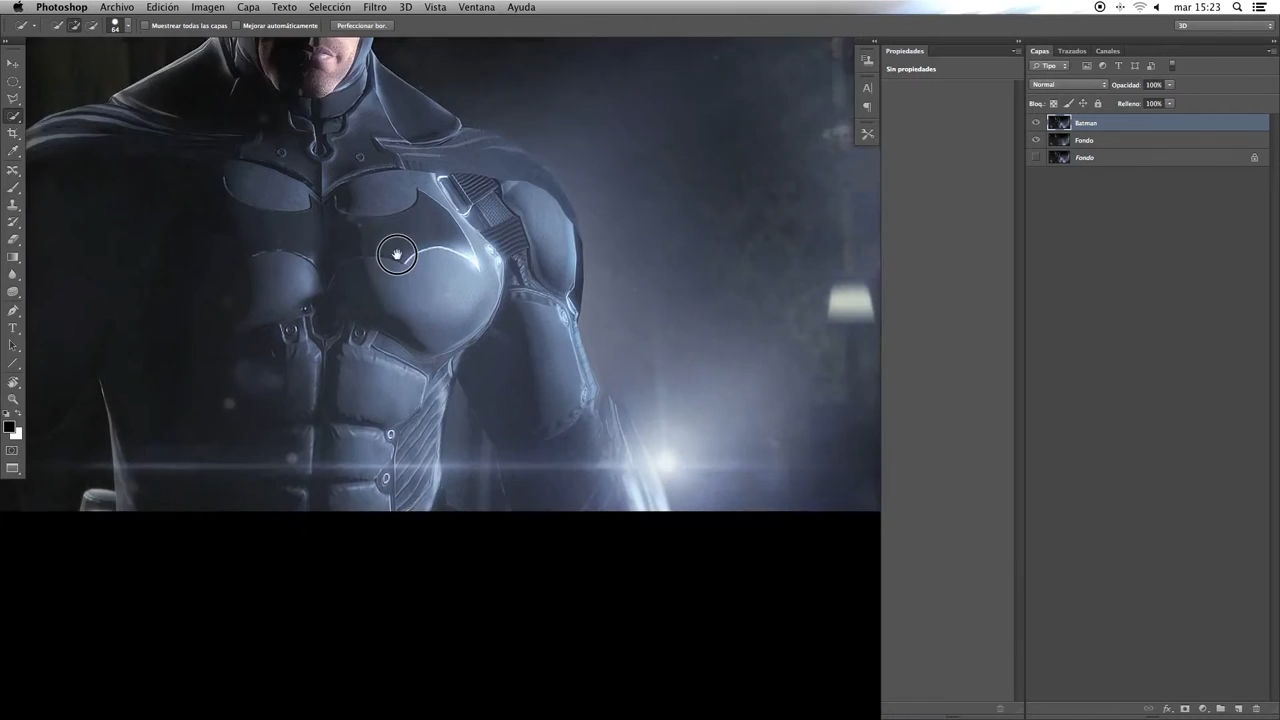 Photoshop Archivo Edición Imagen Capa Texto Selección Filtro 3D Vista Ventana Ayuda mar 15:23
64 Muestrear todas las capas Mejorar automáticamente Perfeccionar bor. 3D
Propiedades Capas Trazados Canales
Sin propiedades Tipo
Normal Opacidad: 100%
Bloq.: Relleno: 100%
Batman
Fondo
Fondo